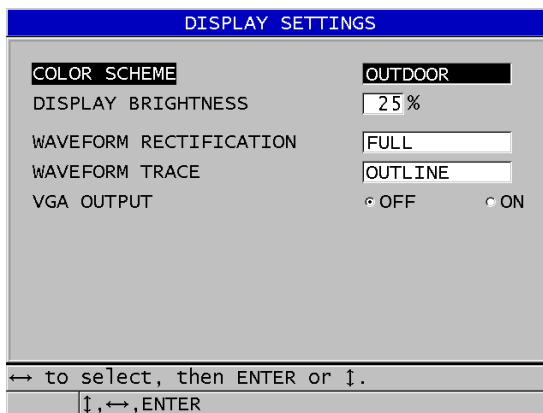 DISPLAY SETTINGS
COLOR SCHEME OUTDOOR
DISPLAY BRIGHTNESS 25 %
WAVEFORM RECTIFICATION FULL
WAVEFORM TRACE OUTLINE
VGA OUTPUT OFF ON
↔ to select, then ENTER or ↕.
↕,↔,ENTER